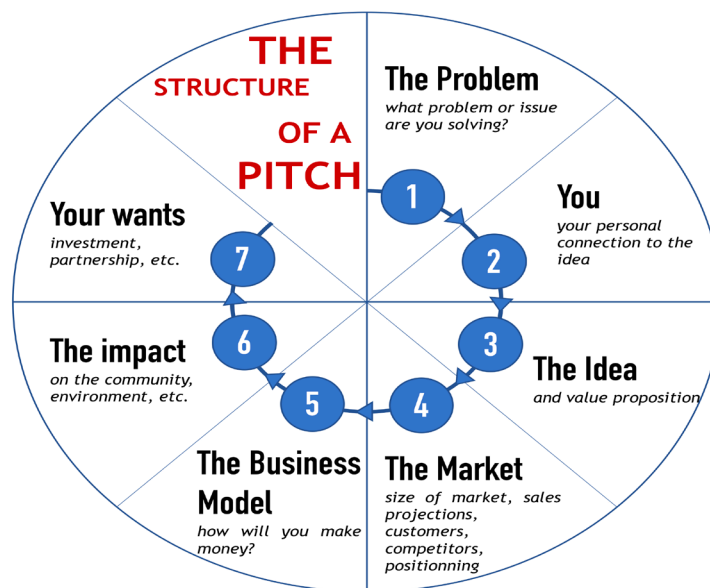 THE
STRUCTURE
OF A
PITCH
1
The Problem
what problem or issue
are you solving?
2
You
your personal
connection to the
idea
3
The Idea
and value proposition
4
The Market
size of market, sales
projections,
customers,
competitors,
positionning
5
The Business
Model
how will you make
money?
6
The impact
on the community,
environment, etc.
7
Your wants
investment,
partnership, etc.